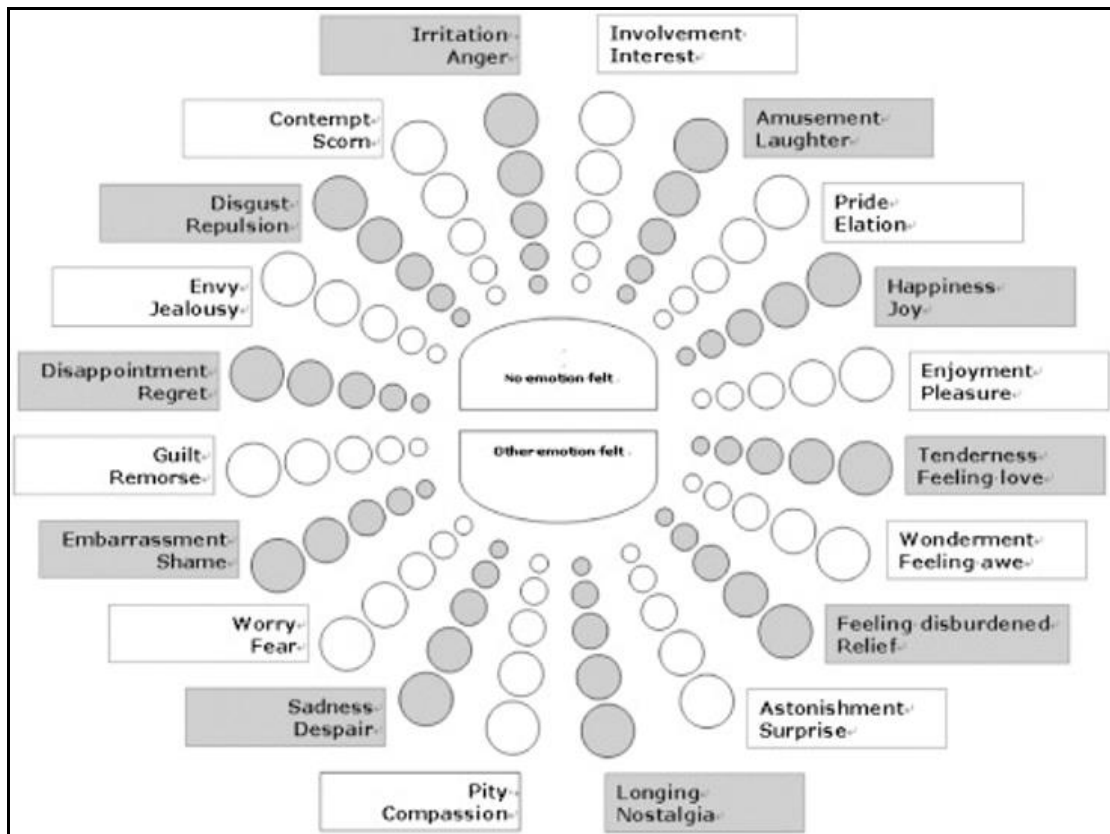 Irritation
Anger
Involvement
Interest
Contempt
Scorn
Amusement
Laughter
Disgust
Repulsion
Pride
Elation
Envy
Jealousy
Happiness
Joy
Disappointment
Regret
Enjoyment
Pleasure
No emotion felt
Other emotion felt
Guilt
Remorse
Tenderness
Feeling love
Embarrassment
Shame
Wonderment
Feeling awe
Worry
Fear
Feeling disburdened
Relief
Sadness
Despair
Astonishment
Surprise
Pity
Compassion
Longing
Nostalgia